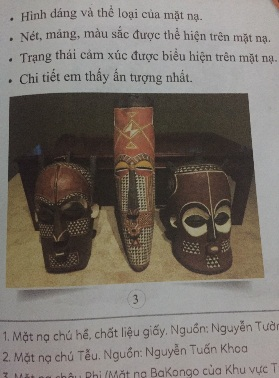 • Hình dáng và thể loại của mặt nạ.
• Nét, mảng, màu sắc được thể hiện trên mặt nạ.
• Trạng thái cảm xúc được biểu hiện trên mặt nạ.
• Chi tiết em thấy ấn tượng nhất.
3
1. Mặt nạ chú hề, chất liệu giấy. Nguồn: Nguyễn
2. Mặt nạ chú Tễu. Nguồn: Nguyễn Tuấn Khoa
3. Mặt nạ châu Phi (Mặt nạ BaKongo của Khu vực